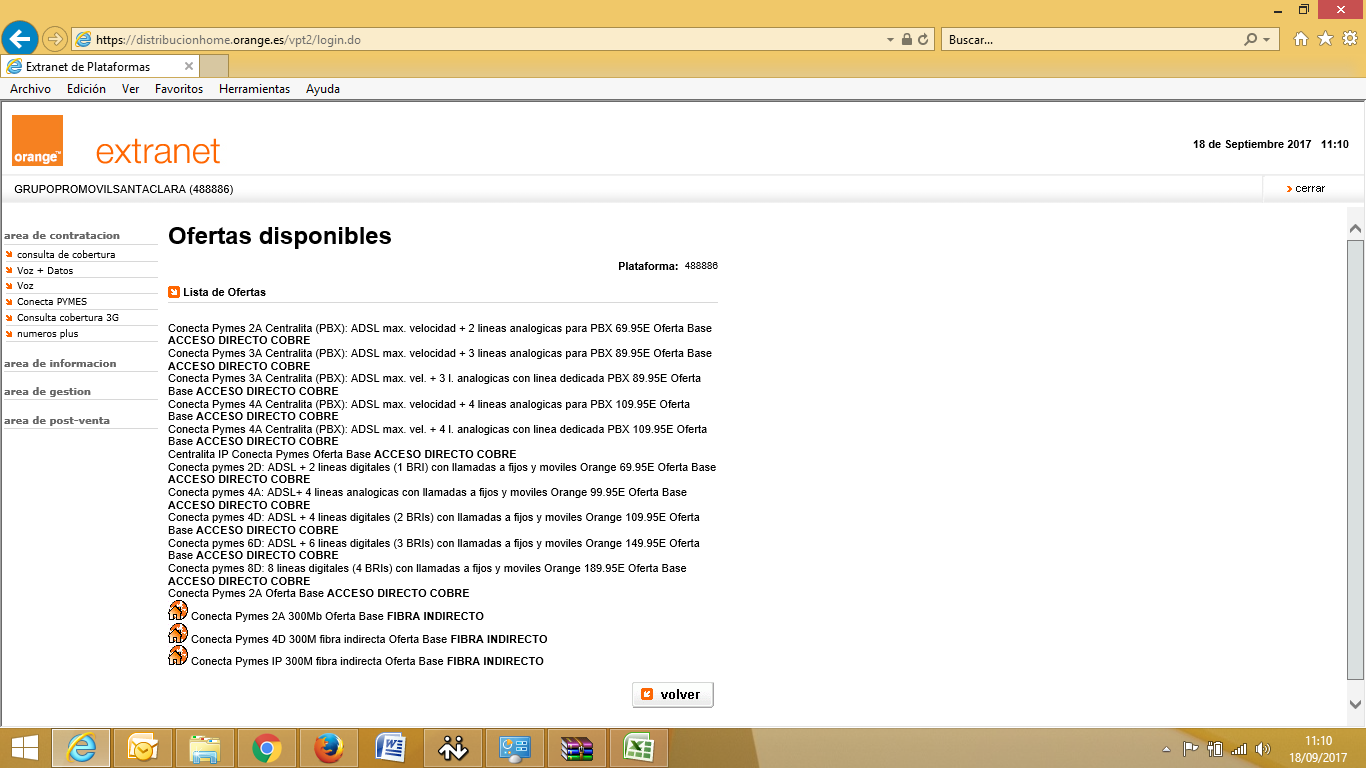 https://distribucionhome.orange.es/vpt2/login.do
Buscar...
Extranet de Plataformas
Archivo Edición Ver Favoritos Herramientas Ayuda
orange™
extranet
18 de Septiembre 2017 11:10
GRUPOPROMOVILSANTACLARA (488886)
cerrar
area de contratacion
consulta de cobertura
Voz + Datos
Voz
Conecta PYMES
Consulta cobertura 3G
numeros plus
area de informacion
area de gestion
area de post-venta
Ofertas disponibles
Plataforma: 488886
Lista de Ofertas
Conecta Pymes 2A Centralita (PBX): ADSL max. velocidad + 2 lineas analogicas para PBX 69.95E Oferta Base
ACCESO DIRECTO COBRE
Conecta Pymes 3A Centralita (PBX): ADSL max. velocidad + 3 lineas analogicas para PBX 89.95E Oferta Base
ACCESO DIRECTO COBRE
Conecta Pymes 3A Centralita (PBX): ADSL max. vel. + 3 l. analogicas con linea dedicada PBX 89.95E Oferta
Base ACCESO DIRECTO COBRE
Conecta Pymes 4A Centralita (PBX): ADSL max. velocidad + 4 lineas analogicas para PBX 109.95E Oferta
Base ACCESO DIRECTO COBRE
Conecta Pymes 4A Centralita (PBX): ADSL max. vel. + 4 l. analogicas con linea dedicada PBX 109.95E Oferta
Base ACCESO DIRECTO COBRE
Centralita IP Conecta Pymes Oferta Base ACCESO DIRECTO COBRE
Conecta pymes 2D: ADSL + 2 lineas digitales (1 BRI) con llamadas a fijos y moviles Orange 69.95E Oferta Base
ACCESO DIRECTO COBRE
Conecta pymes 4A: ADSL+ 4 lineas analogicas con llamadas a fijos y moviles Orange 99.95E Oferta Base
ACCESO DIRECTO COBRE
Conecta pymes 4D: ADSL + 4 lineas digitales (2 BRIs) con llamadas a fijos y moviles Orange 109.95E Oferta
Base ACCESO DIRECTO COBRE
Conecta pymes 6D: ADSL + 6 lineas digitales (3 BRIs) con llamadas a fijos y moviles Orange 149.95E Oferta
Base ACCESO DIRECTO COBRE
Conecta pymes 8D: 8 lineas digitales (4 BRIs) con llamadas a fijos y moviles Orange 189.95E Oferta Base
ACCESO DIRECTO COBRE
Conecta Pymes 2A Oferta Base ACCESO DIRECTO COBRE
Conecta Pymes 2A 300Mb Oferta Base FIBRA INDIRECTO
Conecta Pymes 4D 300M fibra indirecta Oferta Base FIBRA INDIRECTO
Conecta Pymes IP 300M fibra indirecta Oferta Base FIBRA INDIRECTO
volver
11:10
18/09/2017